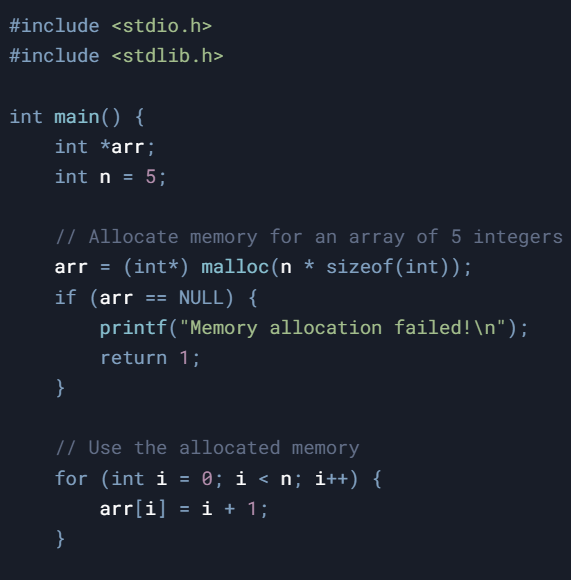 #include <stdio.h>
#include <stdlib.h>

int main() {
    int *arr;
    int n = 5;

    // Allocate memory for an array of 5 integers
    arr = (int*) malloc(n * sizeof(int));
    if (arr == NULL) {
        printf("Memory allocation failed!\n");
        return 1;
    }

    // Use the allocated memory
    for (int i = 0; i < n; i++) {
        arr[i] = i + 1;
    }